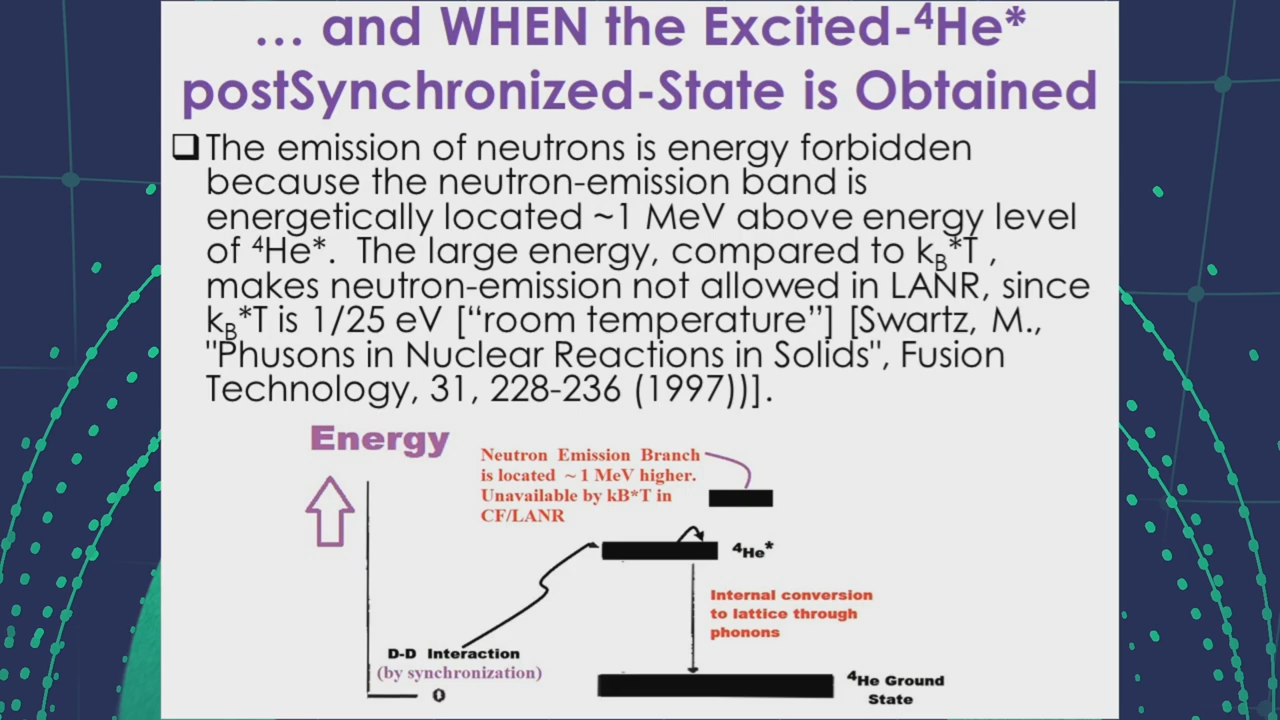 … and WHEN the Excited-⁴He*
postSynchronized-State is Obtained
❑ The emission of neutrons is energy forbidden
because the neutron-emission band is
energetically located ~1 MeV above energy level
of ⁴He*. The large energy, compared to k_B*T ,
makes neutron-emission not allowed in LANR, since
k_B*T is 1/25 eV [“room temperature”] [Swartz, M.,
"Phusons in Nuclear Reactions in Solids", Fusion
Technology, 31, 228-236 (1997))].
Energy
Neutron Emission Branch
is located ~ 1 MeV higher.
Unavailable by kB*T in
CF/LANR
⁴He*
Internal conversion
to lattice through
phonons
D-D Interaction
(by synchronization)
0
⁴He Ground
State